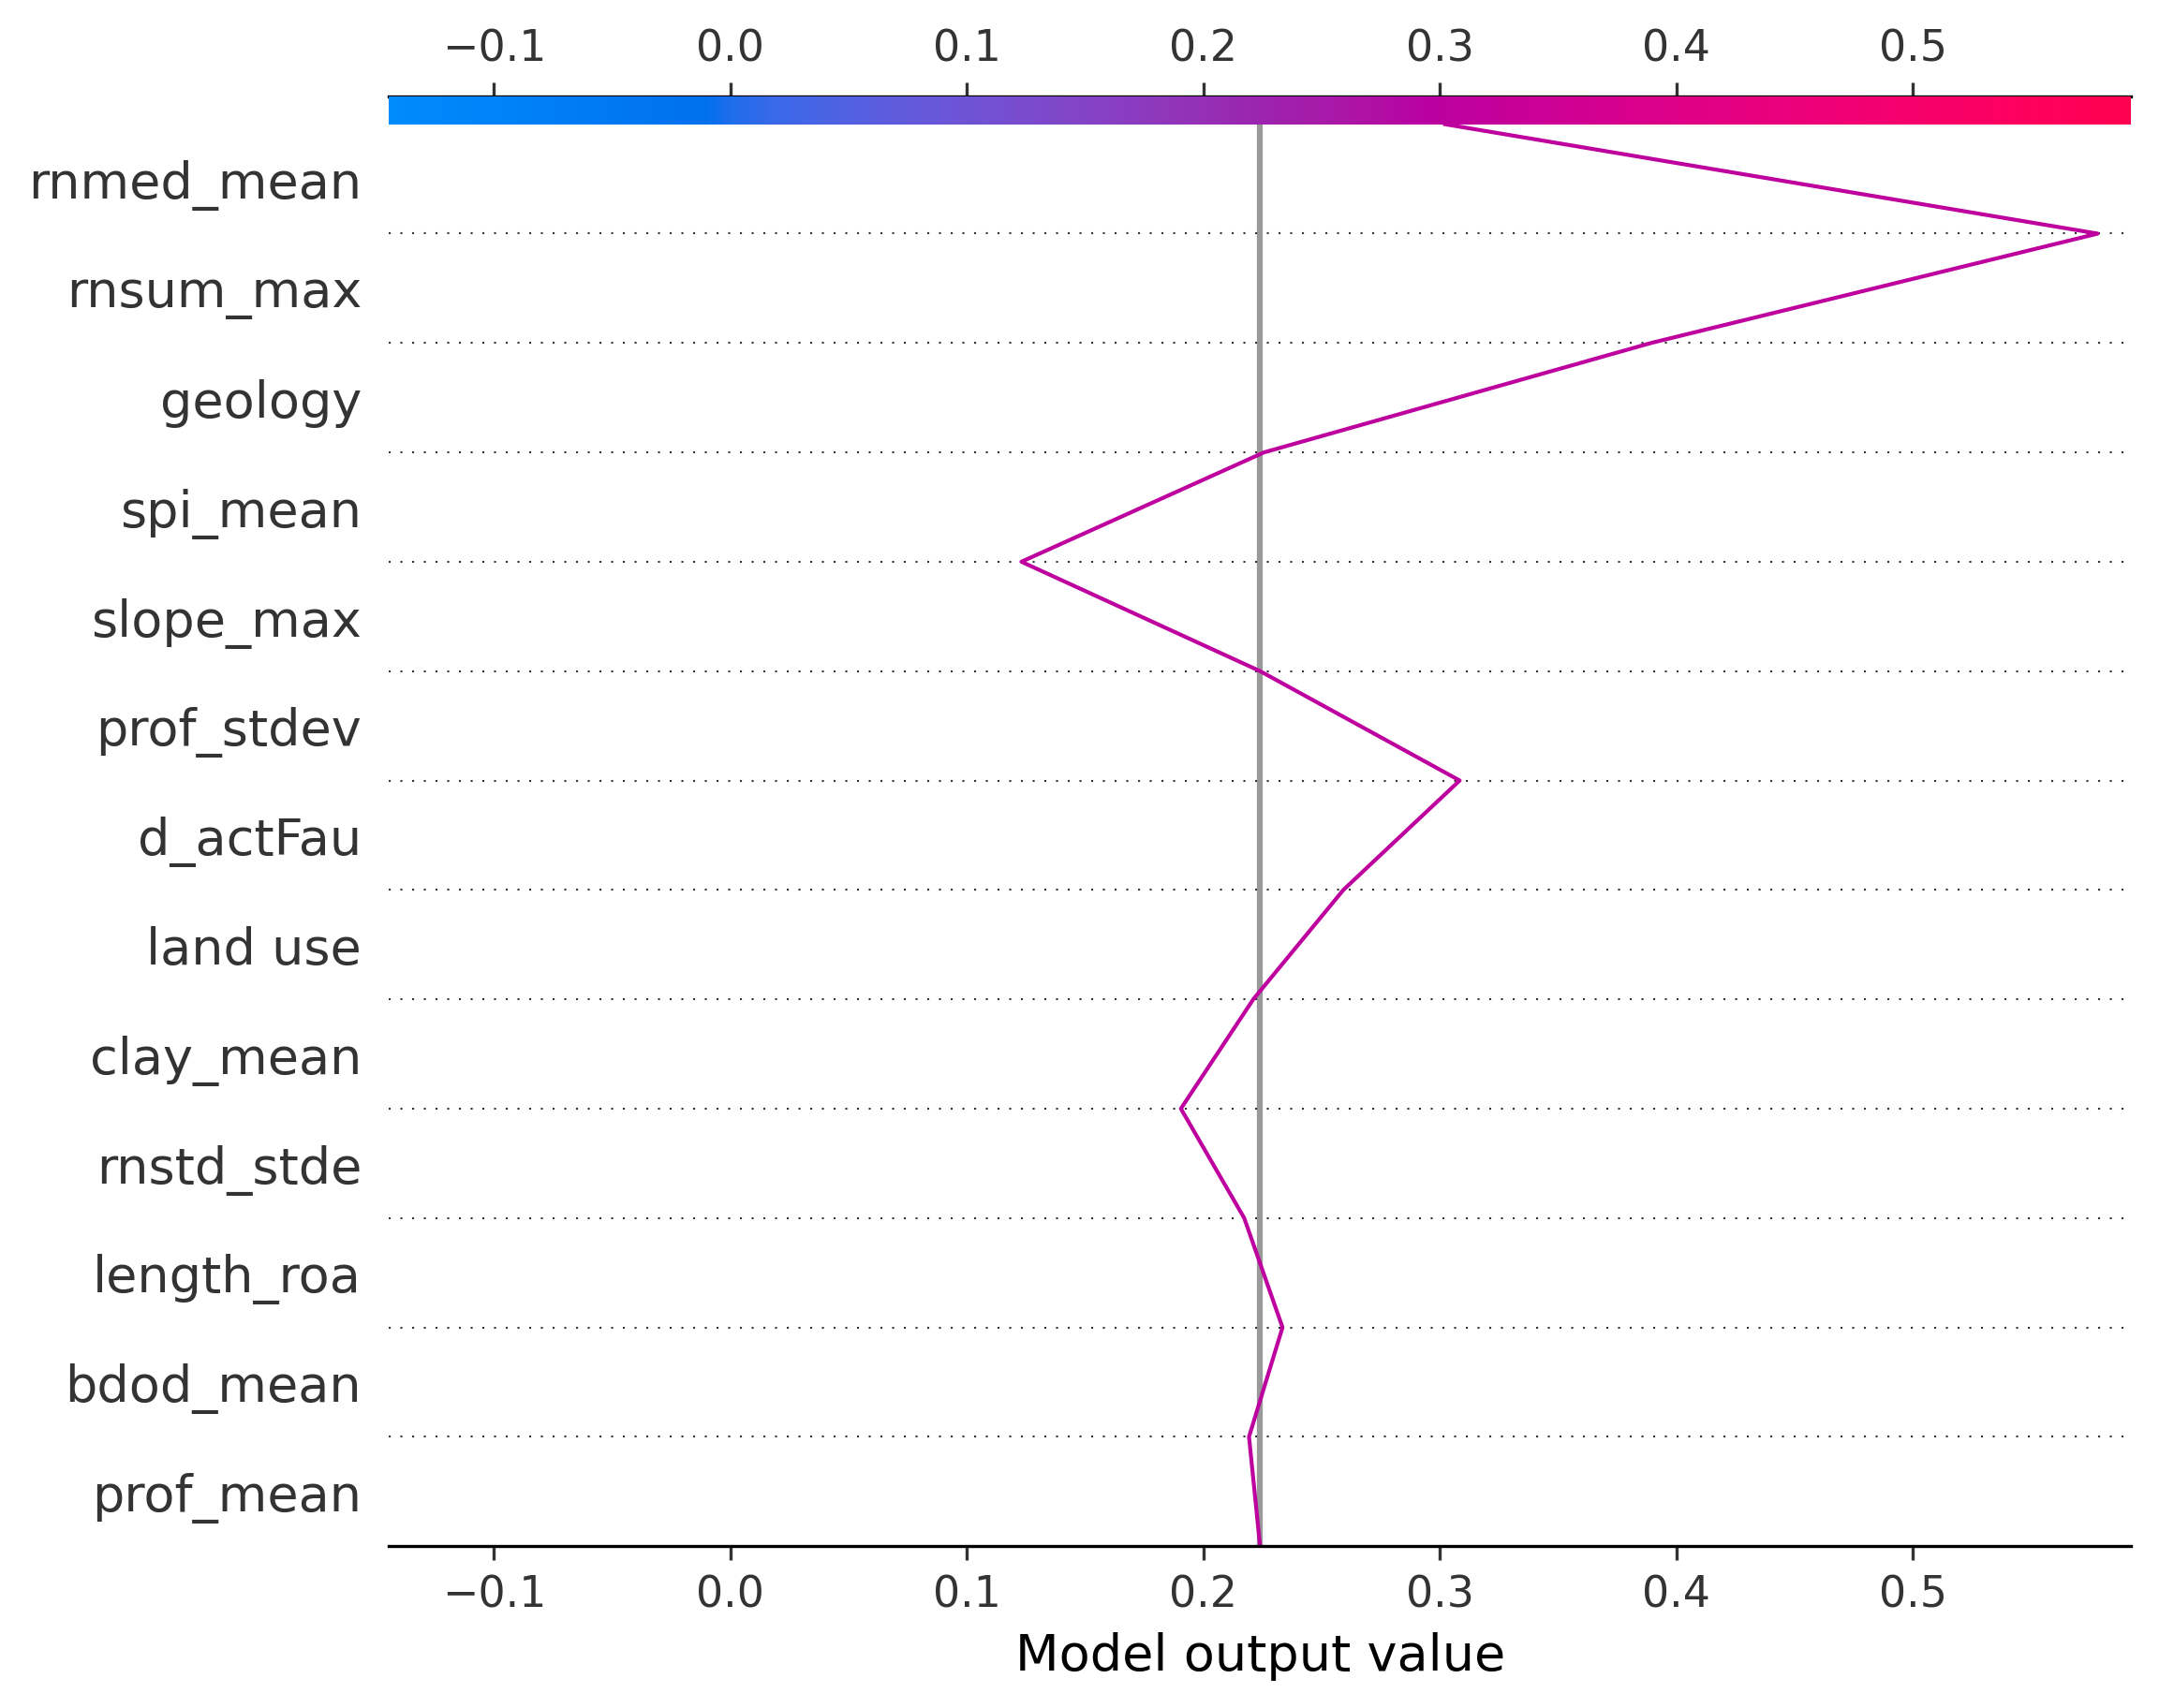 −0.1 0.0 0.1 0.2 0.3 0.4 0.5
rnmed_mean
rnsum_max
geology
spi_mean
slope_max
prof_stdev
d_actFau
land use
clay_mean
rnstd_stde
length_roa
bdod_mean
prof_mean
−0.1 0.0 0.1 0.2 0.3 0.4 0.5
Model output value